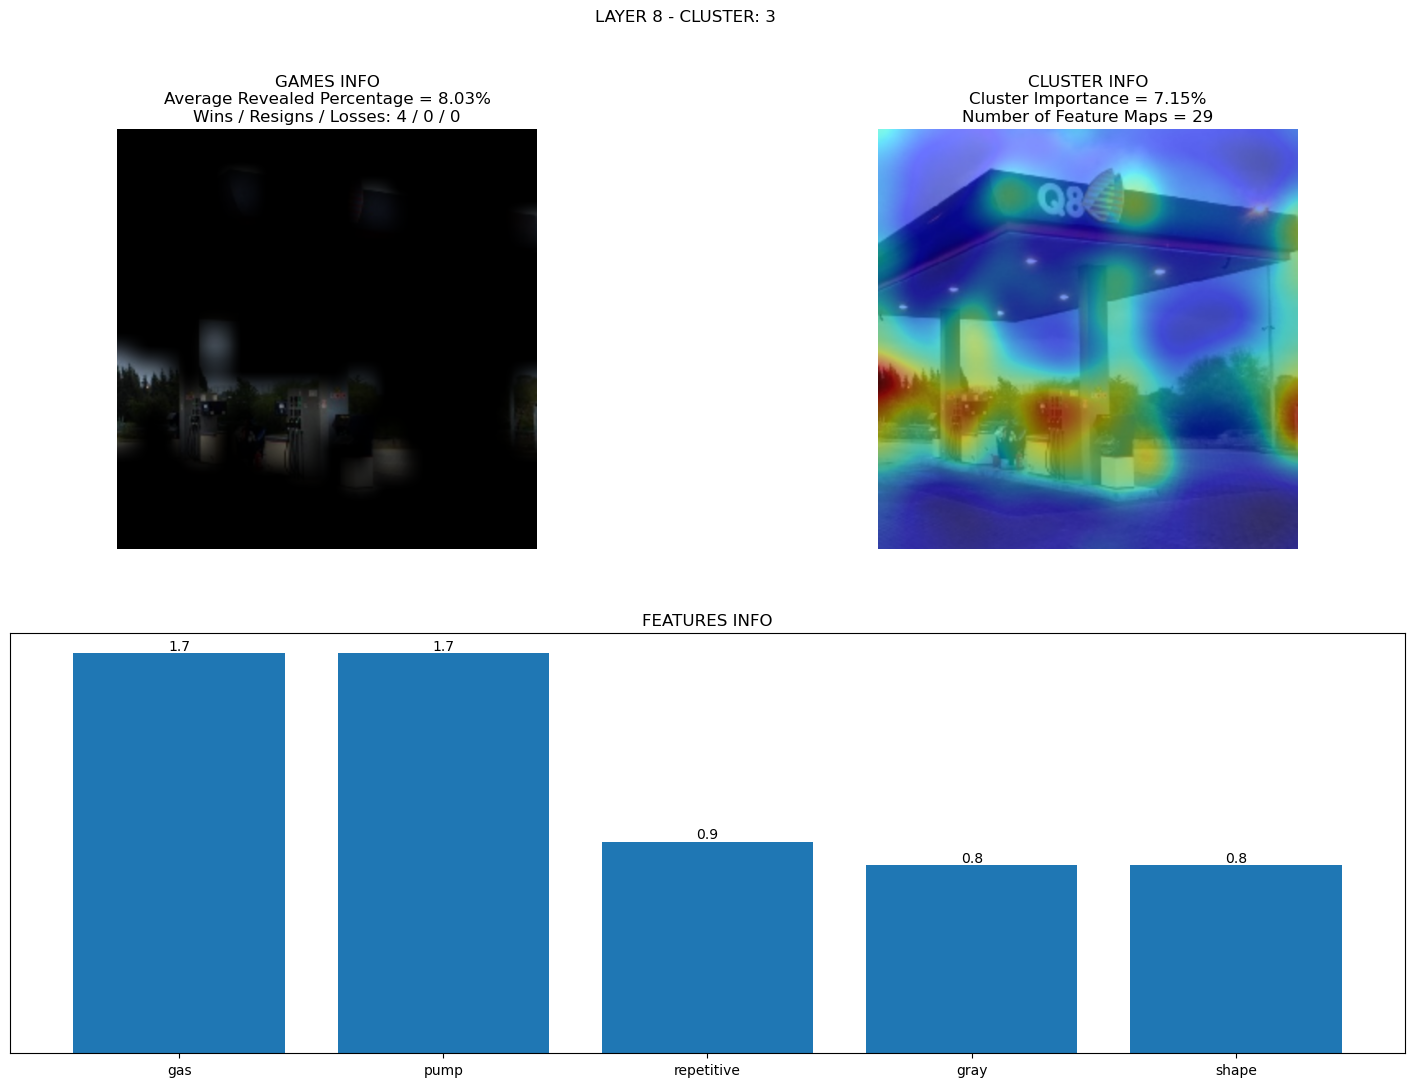 LAYER 8 - CLUSTER: 3
GAMES INFO
Average Revealed Percentage = 8.03%
Wins / Resigns / Losses: 4 / 0 / 0
CLUSTER INFO
Cluster Importance = 7.15%
Number of Feature Maps = 29
Q8
FEATURES INFO
1.7
1.7
0.9
0.8
0.8
gas
pump
repetitive
gray
shape